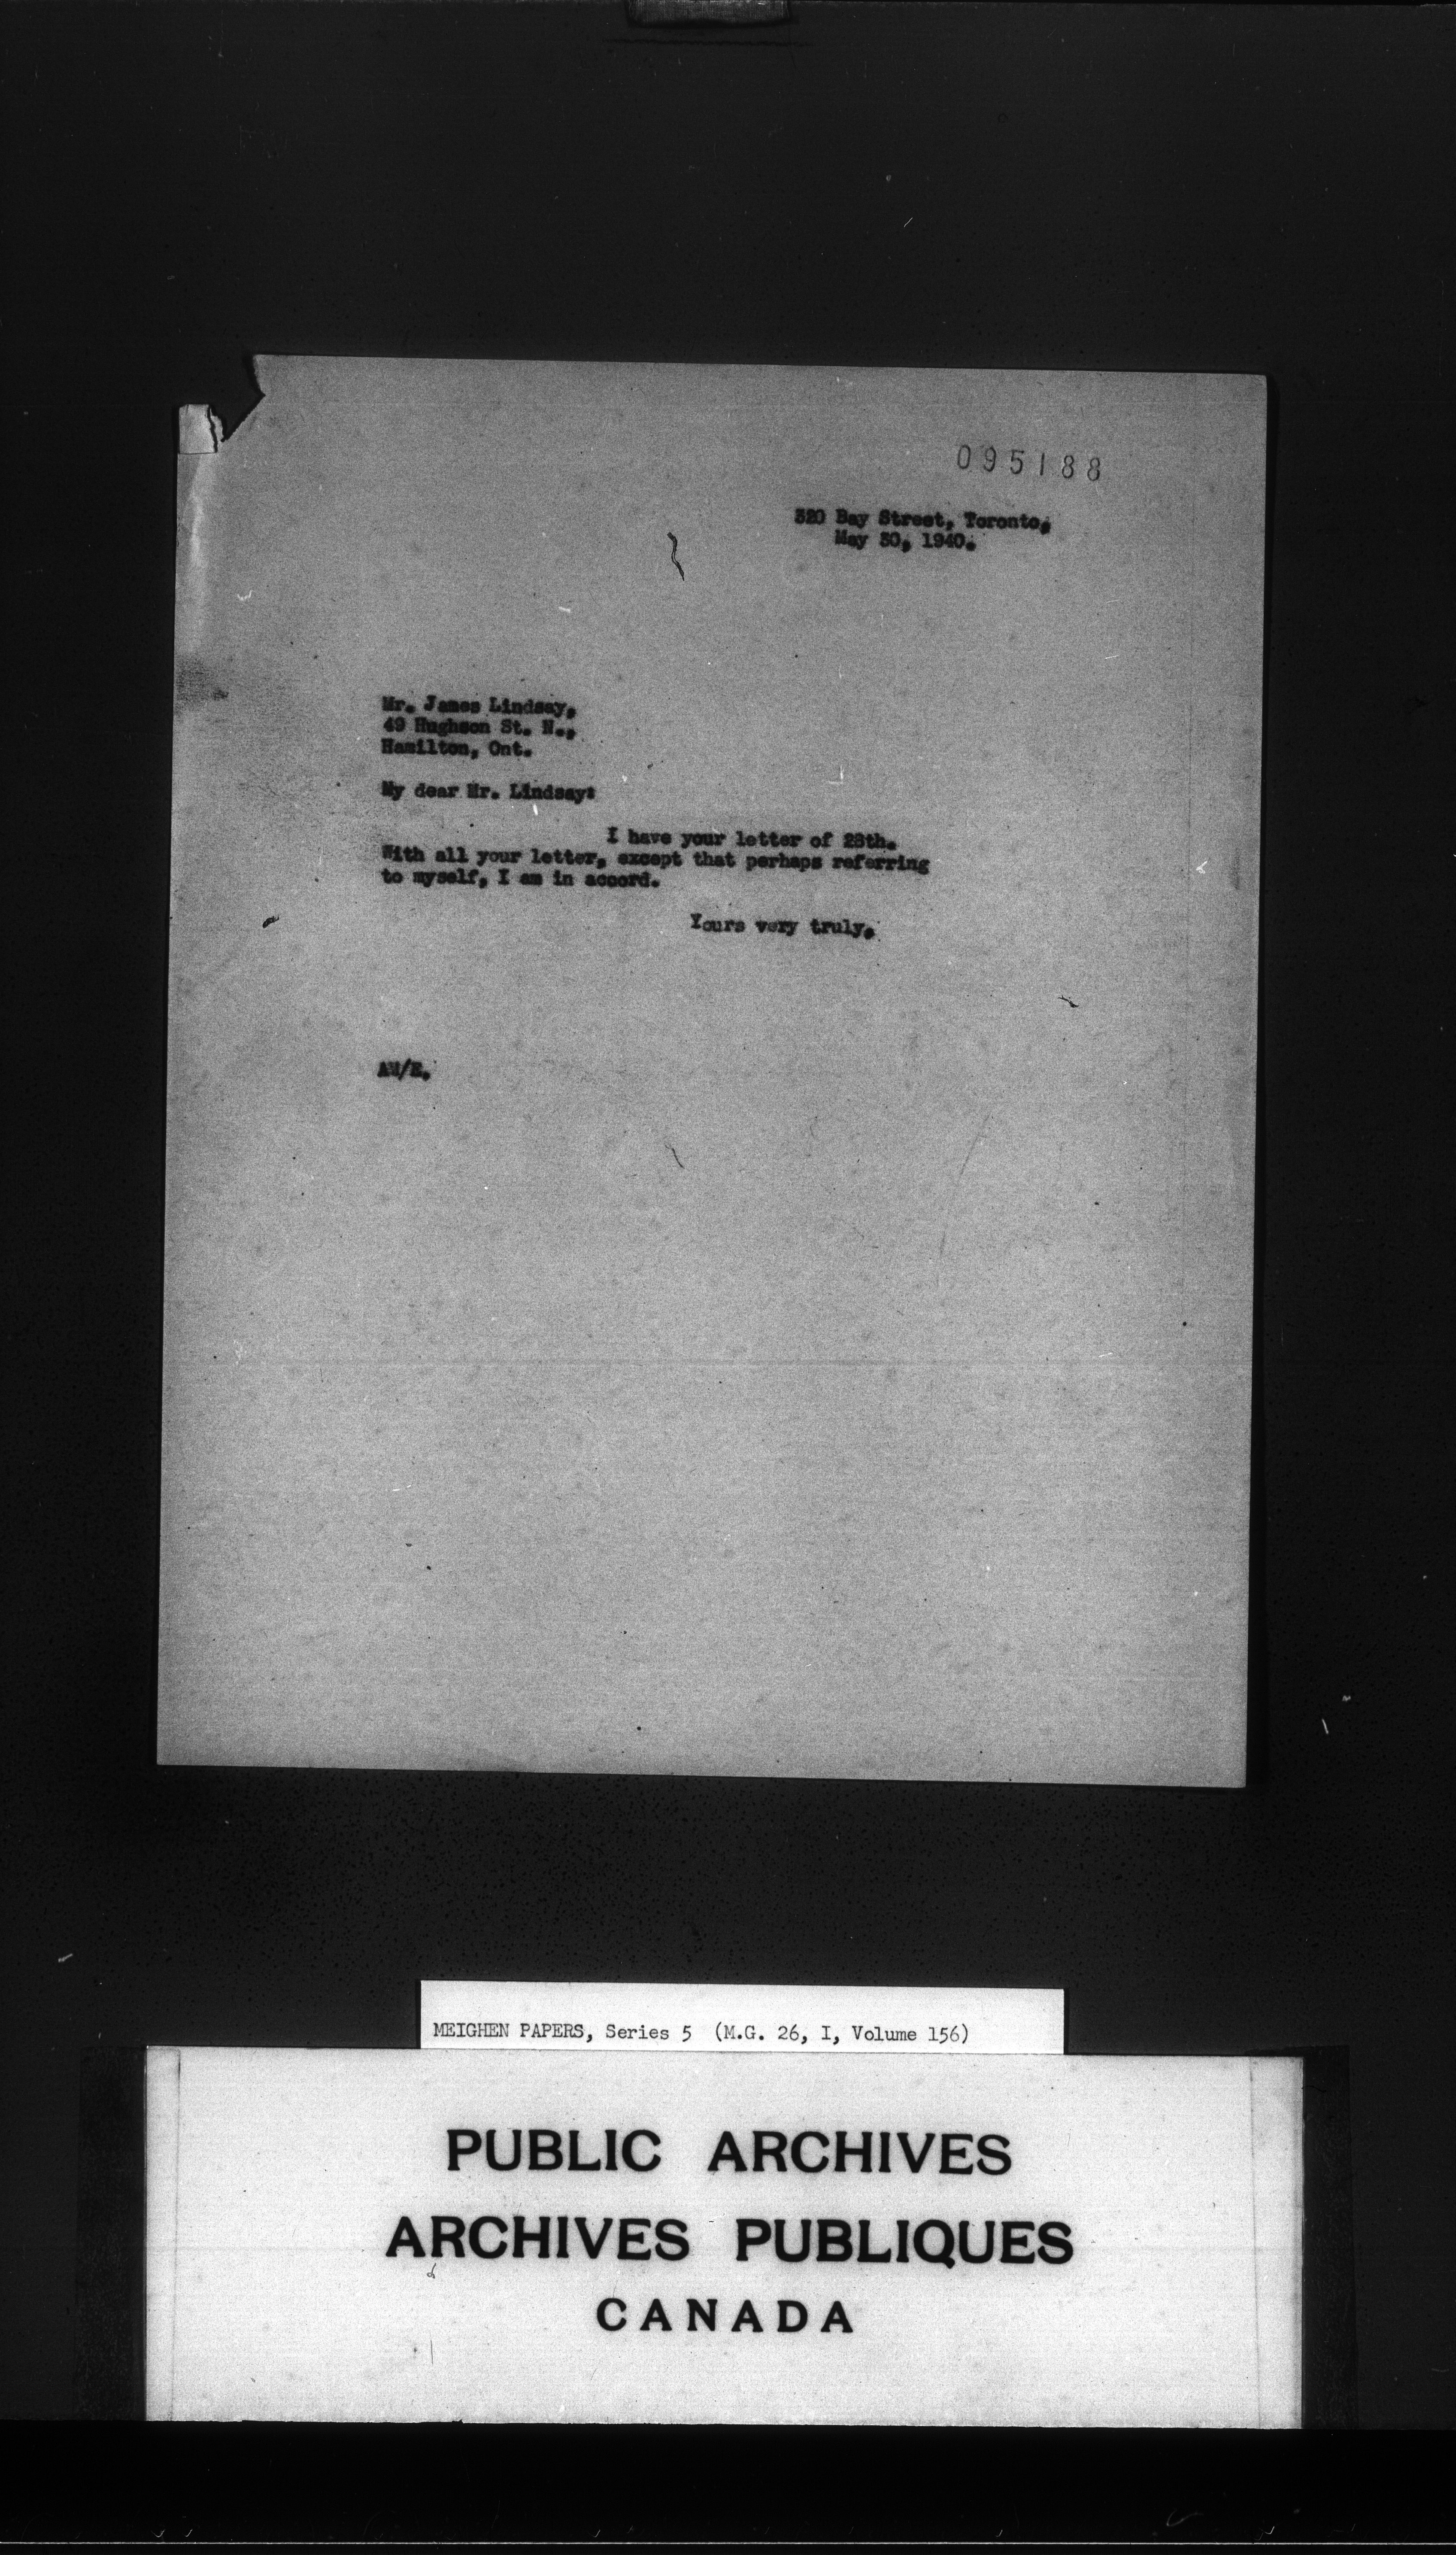 095188
320 Bay Street, Toronto,
May 30, 1940.
Mr. James Lindsay,
49 Hughson St. N.,
Hamilton, Ont.
My dear Mr. Lindsay:
I have your letter of 28th.
With all your letter, except that perhaps referring
to myself, I am in accord.
Yours very truly,
AM/E.
MEIGHEN PAPERS, Series 5 (M.G. 26, I, Volume 156)
PUBLIC ARCHIVES
ARCHIVES PUBLIQUES
CANADA